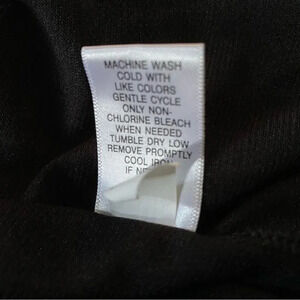 MACHINE WASH
COLD WITH
LIKE COLORS
GENTLE CYCLE
ONLY NON-
CHLORINE BLEACH
WHEN NEEDED
TUMBLE DRY LOW
REMOVE PROMPTLY
COOL IRON
IF